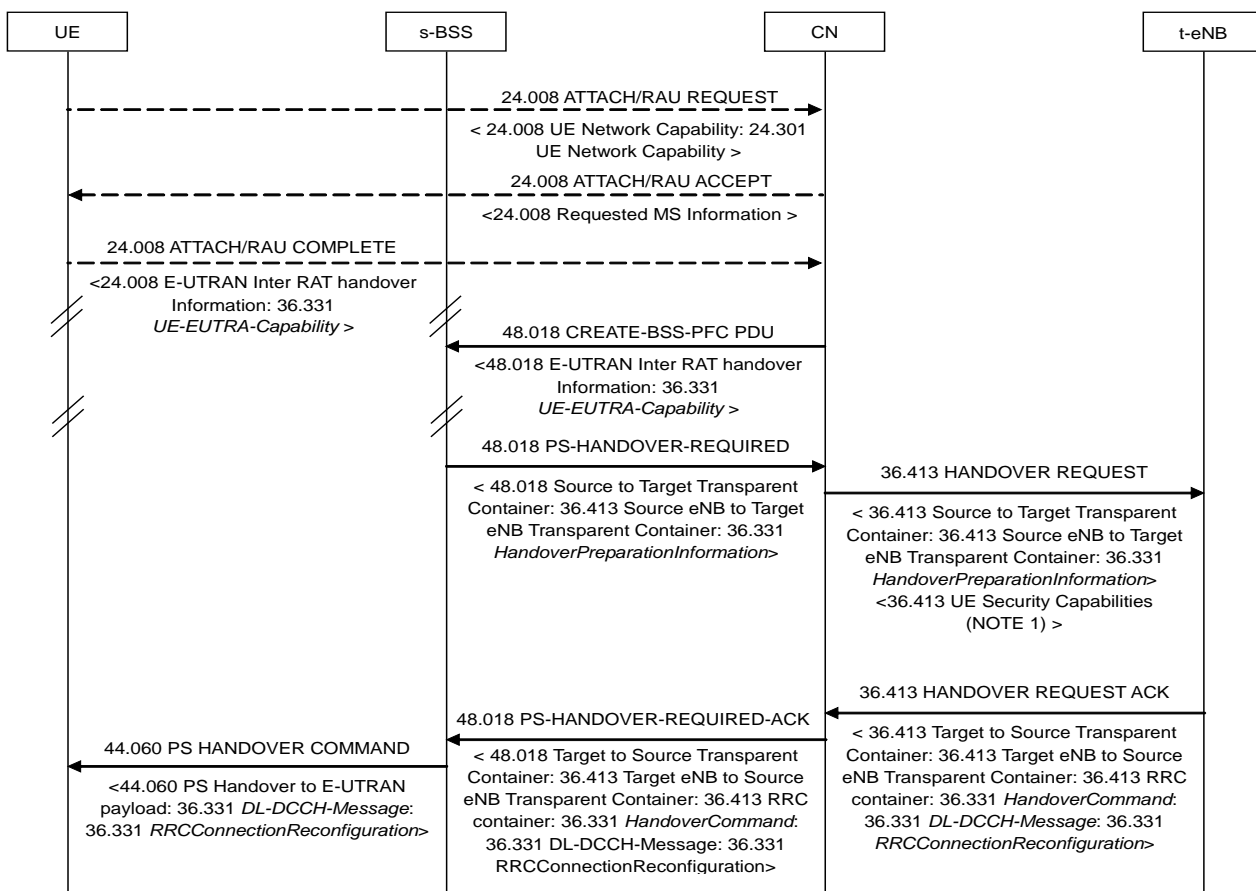 UE
s-BSS
CN
t-eNB
24.008 ATTACH/RAU REQUEST
< 24.008 UE Network Capability: 24.301
UE Network Capability >
24.008 ATTACH/RAU ACCEPT
<24.008 Requested MS Information >
24.008 ATTACH/RAU COMPLETE
<24.008 E-UTRAN Inter RAT handover
Information: 36.331
UE-EUTRA-Capability >
48.018 CREATE-BSS-PFC PDU
<48.018 E-UTRAN Inter RAT handover
Information: 36.331
UE-EUTRA-Capability >
48.018 PS-HANDOVER-REQUIRED
< 48.018 Source to Target Transparent
Container: 36.413 Source eNB to Target
eNB Transparent Container: 36.331
HandoverPreparationInformation>
36.413 HANDOVER REQUEST
< 36.413 Source to Target Transparent
Container: 36.413 Source eNB to Target
eNB Transparent Container: 36.331
HandoverPreparationInformation>
<36.413 UE Security Capabilities
(NOTE 1) >
36.413 HANDOVER REQUEST ACK
< 36.413 Target to Source Transparent
Container: 36.413 Target eNB to Source
eNB Transparent Container: 36.413 RRC
container: 36.331 HandoverCommand:
36.331 DL-DCCH-Message: 36.331
RRCConnectionReconfiguration>
48.018 PS-HANDOVER-REQUIRED-ACK
< 48.018 Target to Source Transparent
Container: 36.413 Target eNB to Source
eNB Transparent Container: 36.413 RRC
container: 36.331 HandoverCommand:
36.331 DL-DCCH-Message: 36.331
RRCConnectionReconfiguration>
44.060 PS HANDOVER COMMAND
<44.060 PS Handover to E-UTRAN
payload: 36.331 DL-DCCH-Message:
36.331 RRCConnectionReconfiguration>